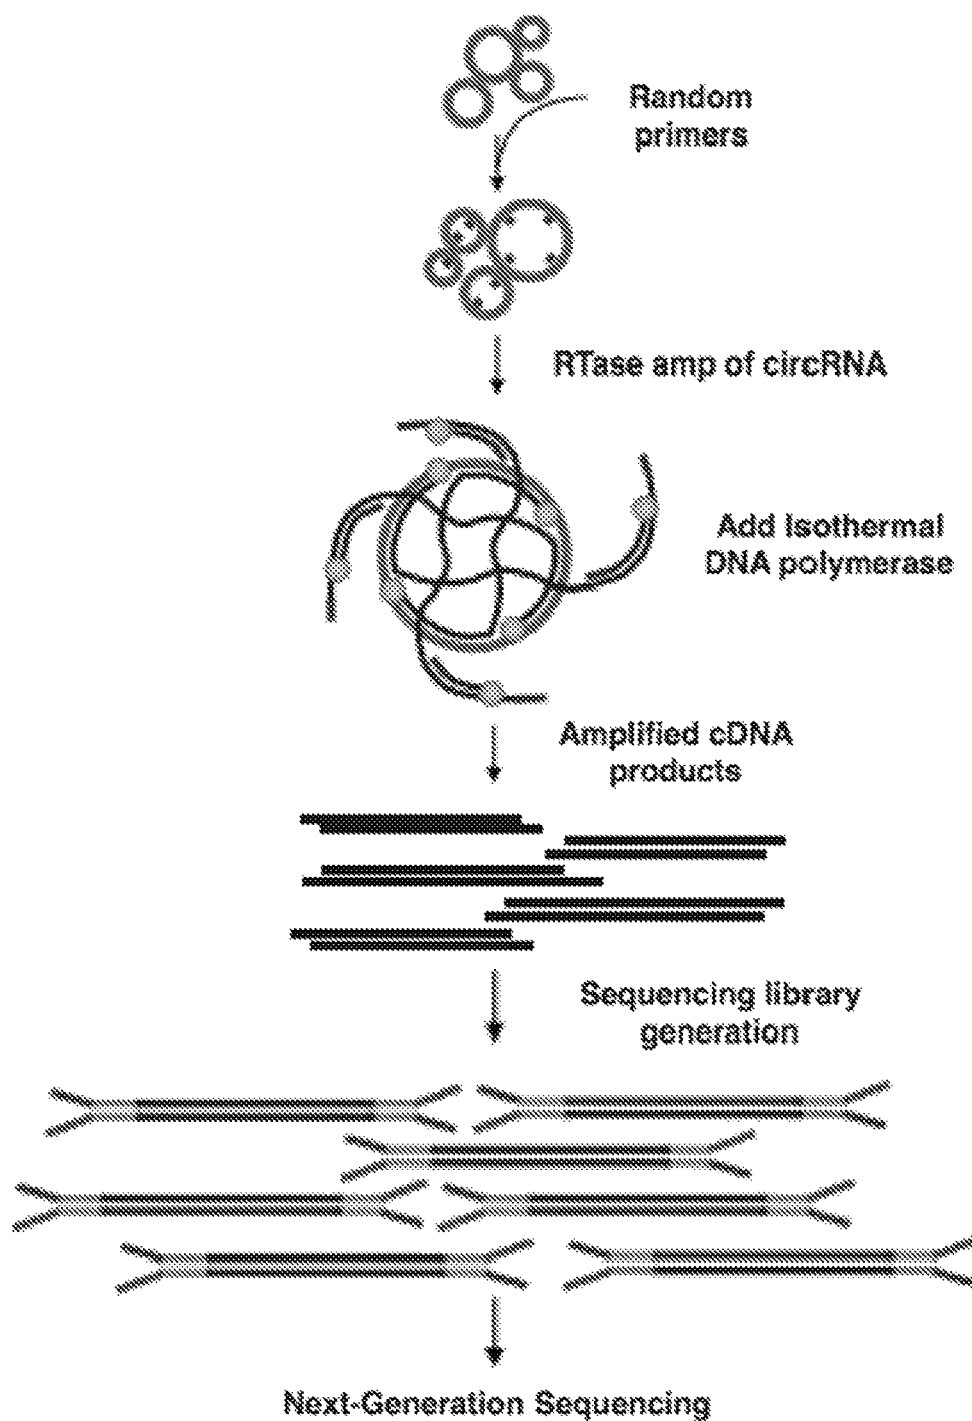 Random
primers
RTase amp of circRNA
Add Isothermal
DNA polymerase
Amplified cDNA
products
Sequencing library
generation
Next-Generation Sequencing